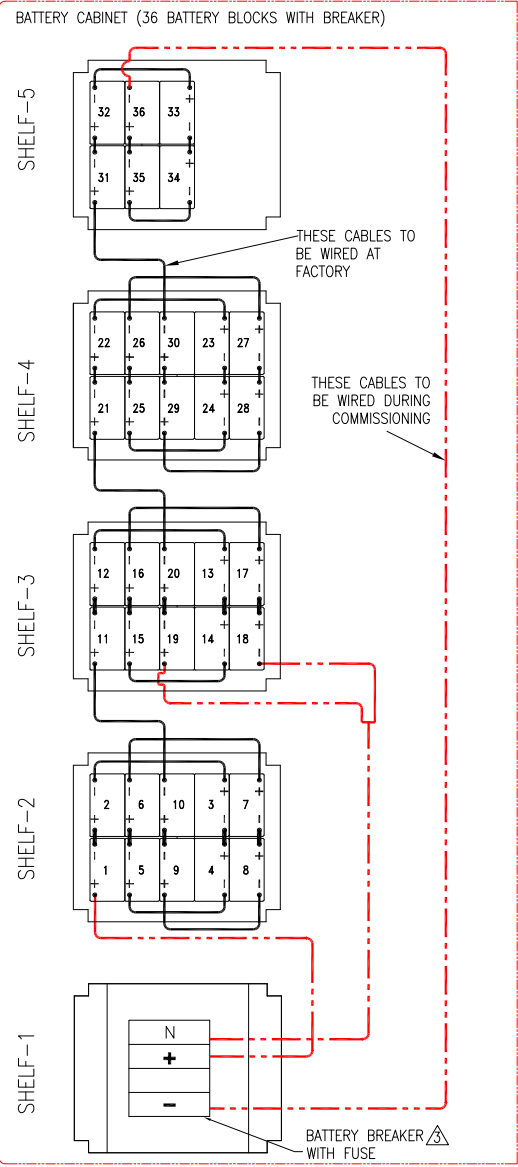 BATTERY CABINET (36 BATTERY BLOCKS WITH BREAKER)
SHELF-5
32 36 33
- - +
+ + -
31 35 34
THESE CABLES TO
BE WIRED AT
FACTORY
SHELF-4
22 26 30 23 27
21 25 29 24 28
THESE CABLES TO
BE WIRED DURING
COMMISSIONING
SHELF-3
12 16 20 13 17
11 15 19 14 18
SHELF-2
2 6 10 3 7
1 5 9 4 8
SHELF-1
N
+
-
BATTERY BREAKER 3
WITH FUSE